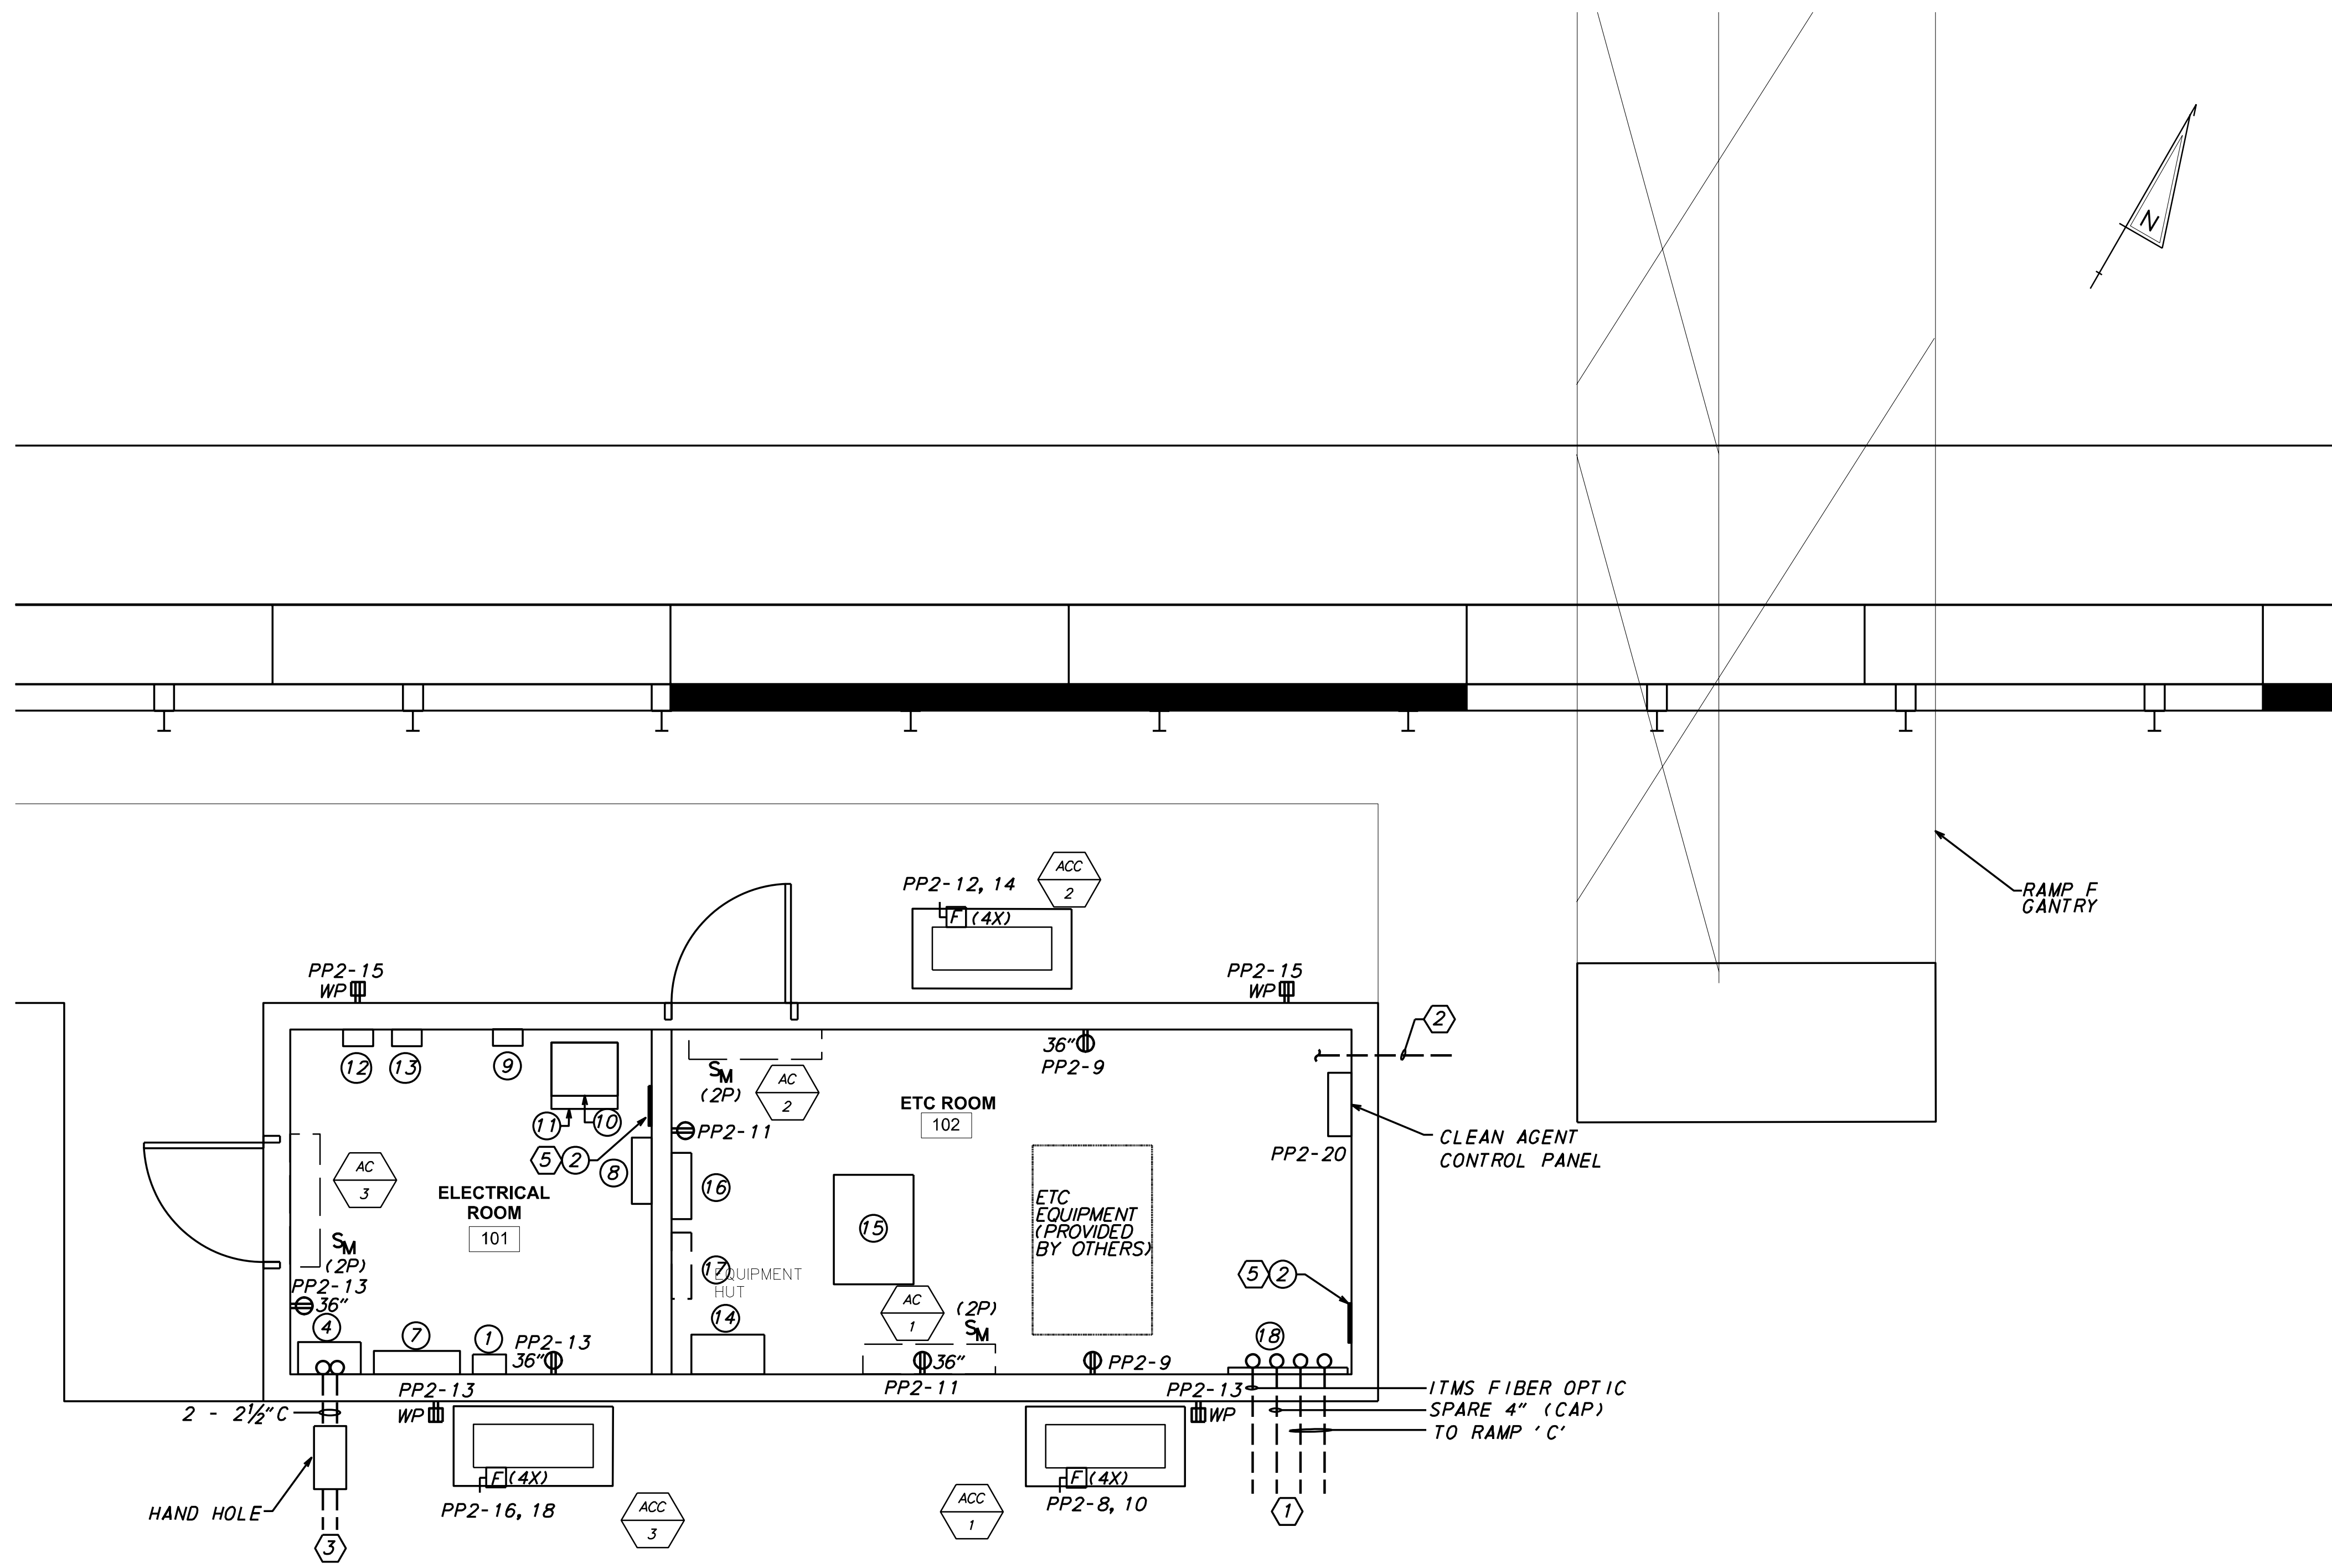 N
RAMP F
GANTRY
ACC
2
PP2-12, 14
F (4X)
PP2-15
WP
PP2-15
WP
2
12
13
9
11
10
5
2
8
SM
(2P)
AC
2
PP2-11
36"
PP2-9
ETC ROOM
102
CLEAN AGENT
CONTROL PANEL
PP2-20
AC
3
ELECTRICAL
ROOM
101
SM
(2P)
PP2-13
36"
4
7
1
PP2-13
36"
16
17
EQUIPMENT
HUT
14
15
ETC
EQUIPMENT
(PROVIDED
BY OTHERS)
AC
1
(2P)
SM
36"
PP2-11
PP2-9
5
2
18
PP2-13
WP
PP2-13
WP
ITMS FIBER OPTIC
SPARE 4" (CAP)
TO RAMP 'C'
2 - 2½"C
HAND HOLE
3
F (4X)
PP2-16, 18
ACC
3
ACC
1
F (4X)
PP2-8, 10
1